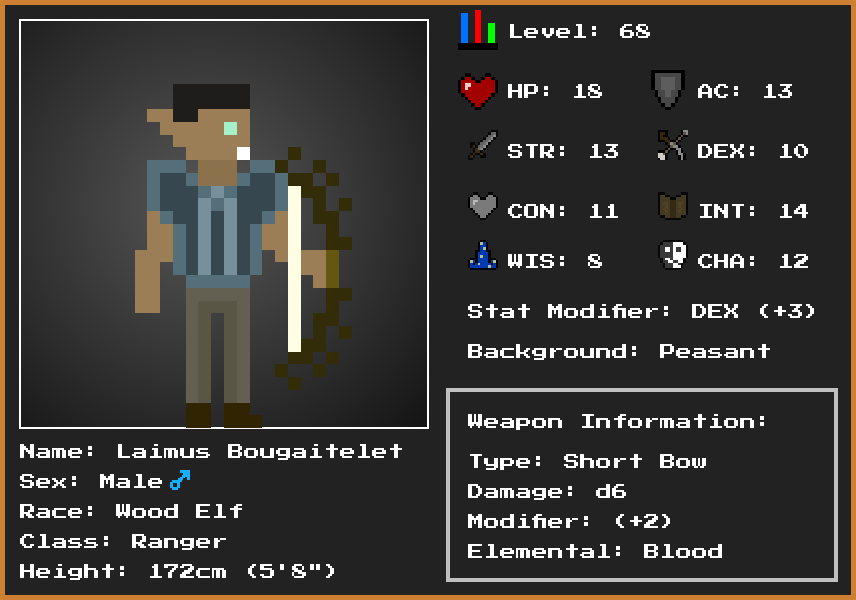 Level: 68
HP: 18
AC: 13
STR: 13
DEX: 10
CON: 11
INT: 14
WIS: 8
CHA: 12
Stat Modifier: DEX (+3)
Background: Peasant
Weapon Information:
Type: Short Bow
Damage: d6
Modifier: (+2)
Elemental: Blood
Name: Laimus Bougaitelet
Sex: Male ♂
Race: Wood Elf
Class: Ranger
Height: 172cm (5'8")